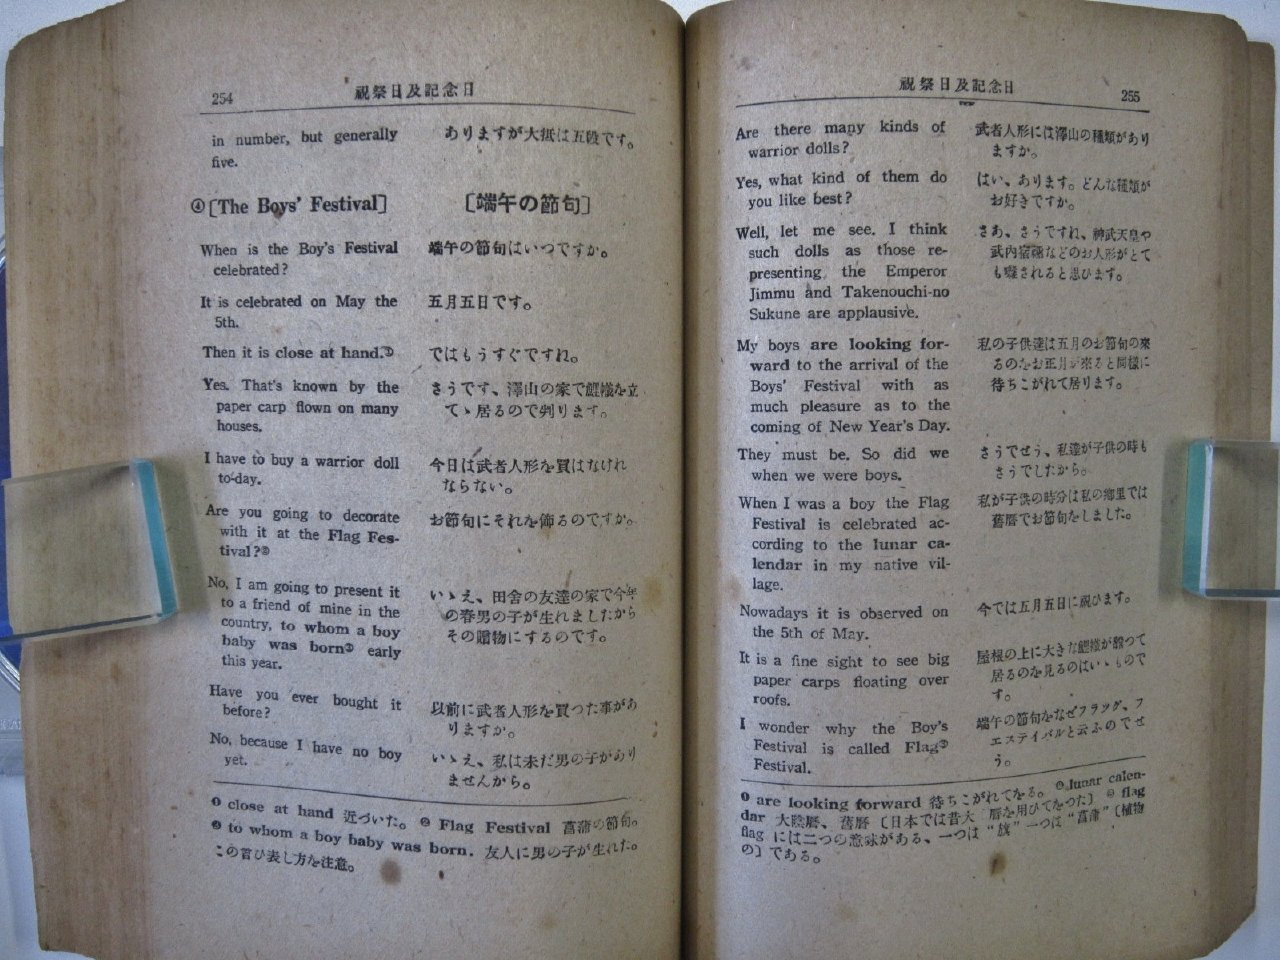 254
祝祭日及記念日
in number, but generally
five.
ありますが大抵は五段です。
④[The Boys' Festival]
〔端午の節句〕
When is the Boy's Festival
celebrated?
端午の節句はいつですか。
It is celebrated on May the
5th.
五月五日です。
Then it is close at hand.①
ではもうすぐですね。
Yes. That's known by the
paper carp flown on many
houses.
さうです、澤山の家で鯉幟を立
てゝ居るので判ります。
I have to buy a warrior doll
to-day.
今日は武者人形を買はなけれ
ならない。
Are you going to decorate
with it at the Flag Fes-
tival?②
お節句にそれを飾るのですか。
No, I am going to present it
to a friend of mine in the
country, to whom a boy
baby was born③ early
this year.
いゝえ、田舎の友達の家で今年
の春男の子が生れましたから
その贈物にするのです。
Have you ever bought it
before?
以前に武者人形を買つた事があ
りますか。
No, because I have no boy
yet.
いゝえ、私は未だ男の子があり
ませんから。
❶ close at hand 近づいた。 ❷ Flag Festival 菖蒲の節句。
❸ to whom a boy baby was born. 友人に男の子が生れた。
この言ひ表し方を注意。
祝祭日及記念日
255
Are there many kinds of
warrior dolls?
武者人形には澤山の種類があり
ますか。
Yes, what kind of them do
you like best?
はい、あります。どんな種類が
お好きですか。
Well, let me see. I think
such dolls as those re-
presenting the Emperor
Jimmu and Takenouchi-no
Sukune are applausive.
さあ、さうですね、神武天皇や
武内宿禰などのお人形がとて
も囃されると思ひます。
My boys are looking for-
ward to the arrival of the
Boys' Festival with as
much pleasure as to the
coming of New Year's Day.
私の子供達は五月のお節句の來
るのをお正月が來ると同樣に
待ちこがれて居ります。
They must be. So did we
when we were boys.
さうでせう、私達が子供の時も
さうでしたから。
When I was a boy the Flag
Festival is celebrated ac-
cording to the lunar ca-
lendar in my native vil-
lage.
私が子供の時分は私の鄕里では
舊曆でお節句をしました。
Nowadays it is observed on
the 5th of May.
今では五月五日に祝ひます。
It is a fine sight to see big
paper carps floating over
roofs.
屋根の上に大きな鯉幟が飜つて
居るのを見るのはいゝもので
す。
I wonder why the Boy's
Festival is called Flag③
Festival.
端午の節句をなぜフラッグ、フ
エステイバルと云ふのでせ
う。
❶ are looking forward 待ちこがれてをる。 ❷ lunar calen-
dar 大陰曆、舊曆〔日本では昔大曆を用ひてをつた〕 ❸ flag
flag には二つの意味がある、一つは “旗” 一つは “菖蒲”〔植物
の〕である。